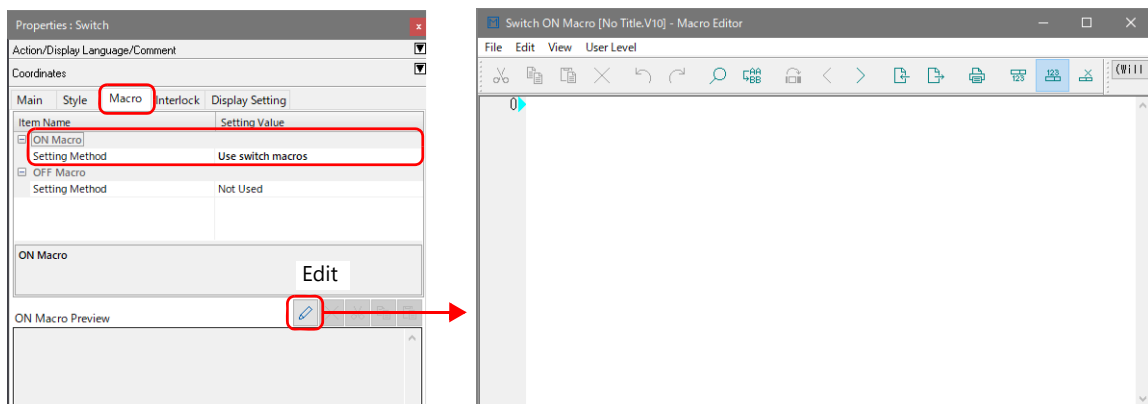 Properties : Switch
x
Action/Display Language/Comment
Coordinates
Main Style Macro Interlock Display Setting
Item Name Setting Value
ON Macro
Setting Method Use switch macros
OFF Macro
Setting Method Not Used
ON Macro
Edit
ON Macro Preview
Switch ON Macro [No Title.V10] - Macro Editor
File Edit View User Level
(Will
0